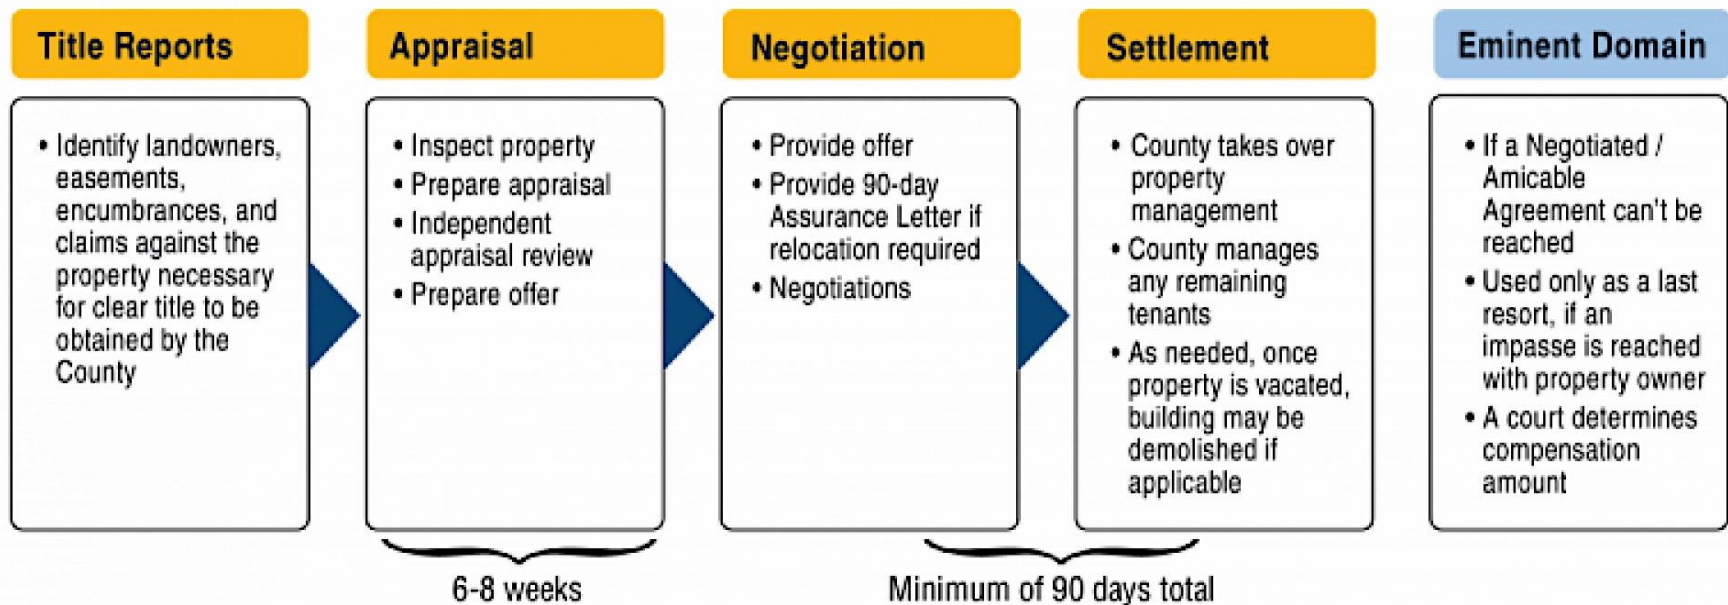 Title Reports
• Identify landowners,
easements,
encumbrances, and
claims against the
property necessary
for clear title to be
obtained by the
County
Appraisal
• Inspect property
• Prepare appraisal
• Independent
appraisal review
• Prepare offer
6-8 weeks
Negotiation
• Provide offer
• Provide 90-day
Assurance Letter if
relocation required
• Negotiations
Settlement
• County takes over
property
management
• County manages
any remaining
tenants
• As needed, once
property is vacated,
building may be
demolished if
applicable
Minimum of 90 days total
Eminent Domain
• If a Negotiated /
Amicable
Agreement can't be
reached
• Used only as a last
resort, if an
impasse is reached
with property owner
• A court determines
compensation
amount